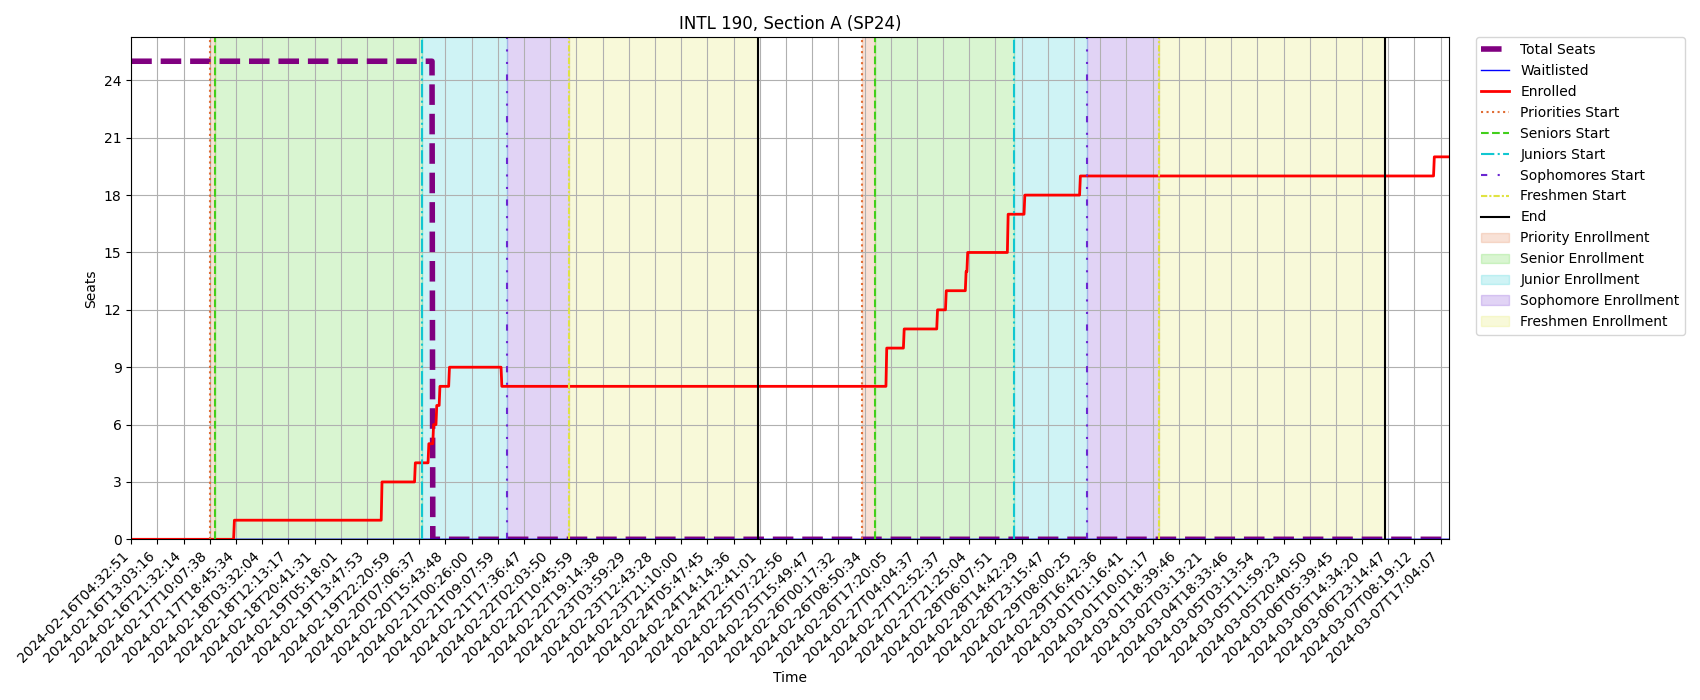 INTL 190, Section A (SP24)
Seats
24
21
18
15
12
9
6
3
0
2024-02-16T04:32:51
2024-02-16T13:03:16
2024-02-16T21:32:14
2024-02-17T10:07:38
2024-02-17T18:45:34
2024-02-18T03:32:04
2024-02-18T12:13:17
2024-02-18T20:41:31
2024-02-19T05:18:01
2024-02-19T13:47:53
2024-02-19T22:20:59
2024-02-20T07:06:37
2024-02-20T15:43:48
2024-02-21T00:26:00
2024-02-21T09:07:59
2024-02-21T17:36:47
2024-02-22T02:03:50
2024-02-22T10:45:59
2024-02-22T19:14:38
2024-02-23T03:59:29
2024-02-23T12:43:28
2024-02-23T21:10:00
2024-02-24T05:47:45
2024-02-24T14:14:36
2024-02-24T22:41:01
2024-02-25T07:22:56
2024-02-25T15:49:47
2024-02-26T00:17:32
2024-02-26T08:50:34
2024-02-26T17:20:05
2024-02-27T04:04:37
2024-02-27T12:52:37
2024-02-27T21:25:04
2024-02-28T06:07:51
2024-02-28T14:42:29
2024-02-28T23:15:47
2024-02-29T08:00:25
2024-02-29T16:42:36
2024-03-01T01:16:41
2024-03-01T10:01:17
2024-03-01T18:39:46
2024-03-02T03:13:21
2024-03-04T18:33:46
2024-03-05T03:13:54
2024-03-05T11:59:23
2024-03-05T20:40:50
2024-03-06T05:39:45
2024-03-06T14:34:20
2024-03-06T23:14:47
2024-03-07T08:19:12
2024-03-07T17:04:07
Time
Total Seats
Waitlisted
Enrolled
Priorities Start
Seniors Start
Juniors Start
Sophomores Start
Freshmen Start
End
Priority Enrollment
Senior Enrollment
Junior Enrollment
Sophomore Enrollment
Freshmen Enrollment